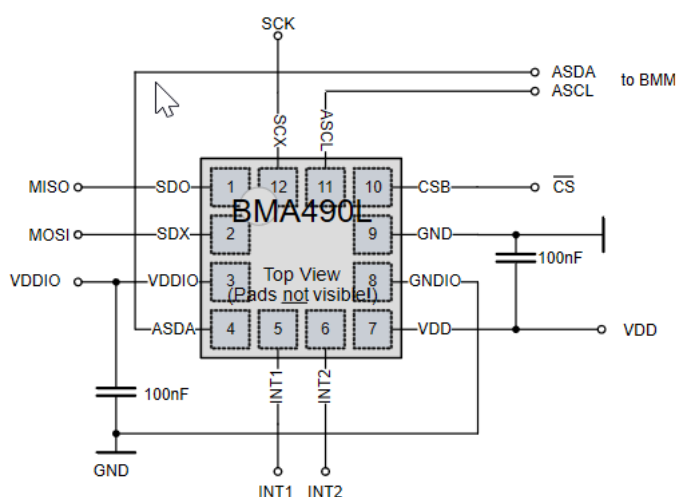 SCK
ASDA
ASCL
to BMM
SCX
ASCL
MISO
SDO
1
12
11
10
CSB
CS
BMA490L
MOSI
SDX
2
9
GND
100nF
VDDIO
VDDIO
3
Top View
(Pads not visible!)
8
GNDIO
ASDA
4
5
6
7
VDD
VDD
INT1
INT2
100nF
GND
INT1
INT2